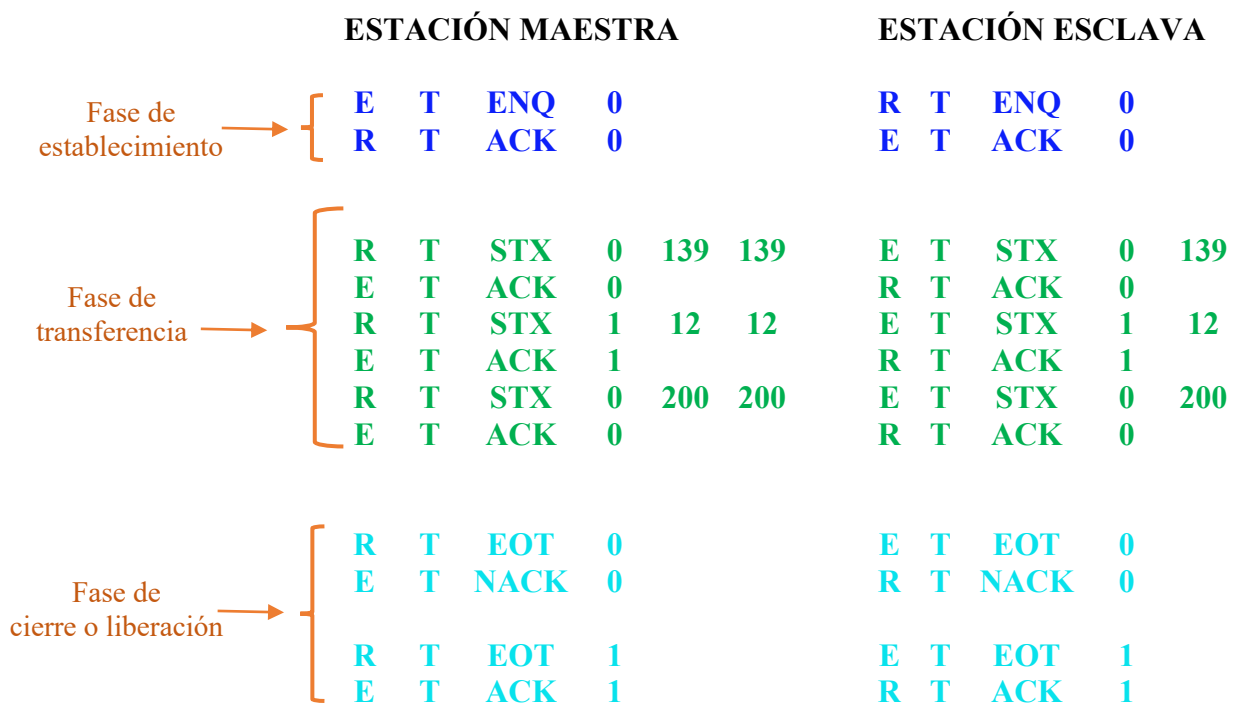 ESTACIÓN MAESTRA ESTACIÓN ESCLAVA
Fase de
establecimiento
E T ENQ 0 R T ENQ 0
R T ACK 0 E T ACK 0
Fase de
transferencia
R T STX 0 139 139 E T STX 0 139
E T ACK 0 R T ACK 0
R T STX 1 12 12 E T STX 1 12
E T ACK 1 R T ACK 1
R T STX 0 200 200 E T STX 0 200
E T ACK 0 R T ACK 0
Fase de
cierre o liberación
R T EOT 0 E T EOT 0
E T NACK 0 R T NACK 0
R T EOT 1 E T EOT 1
E T ACK 1 R T ACK 1